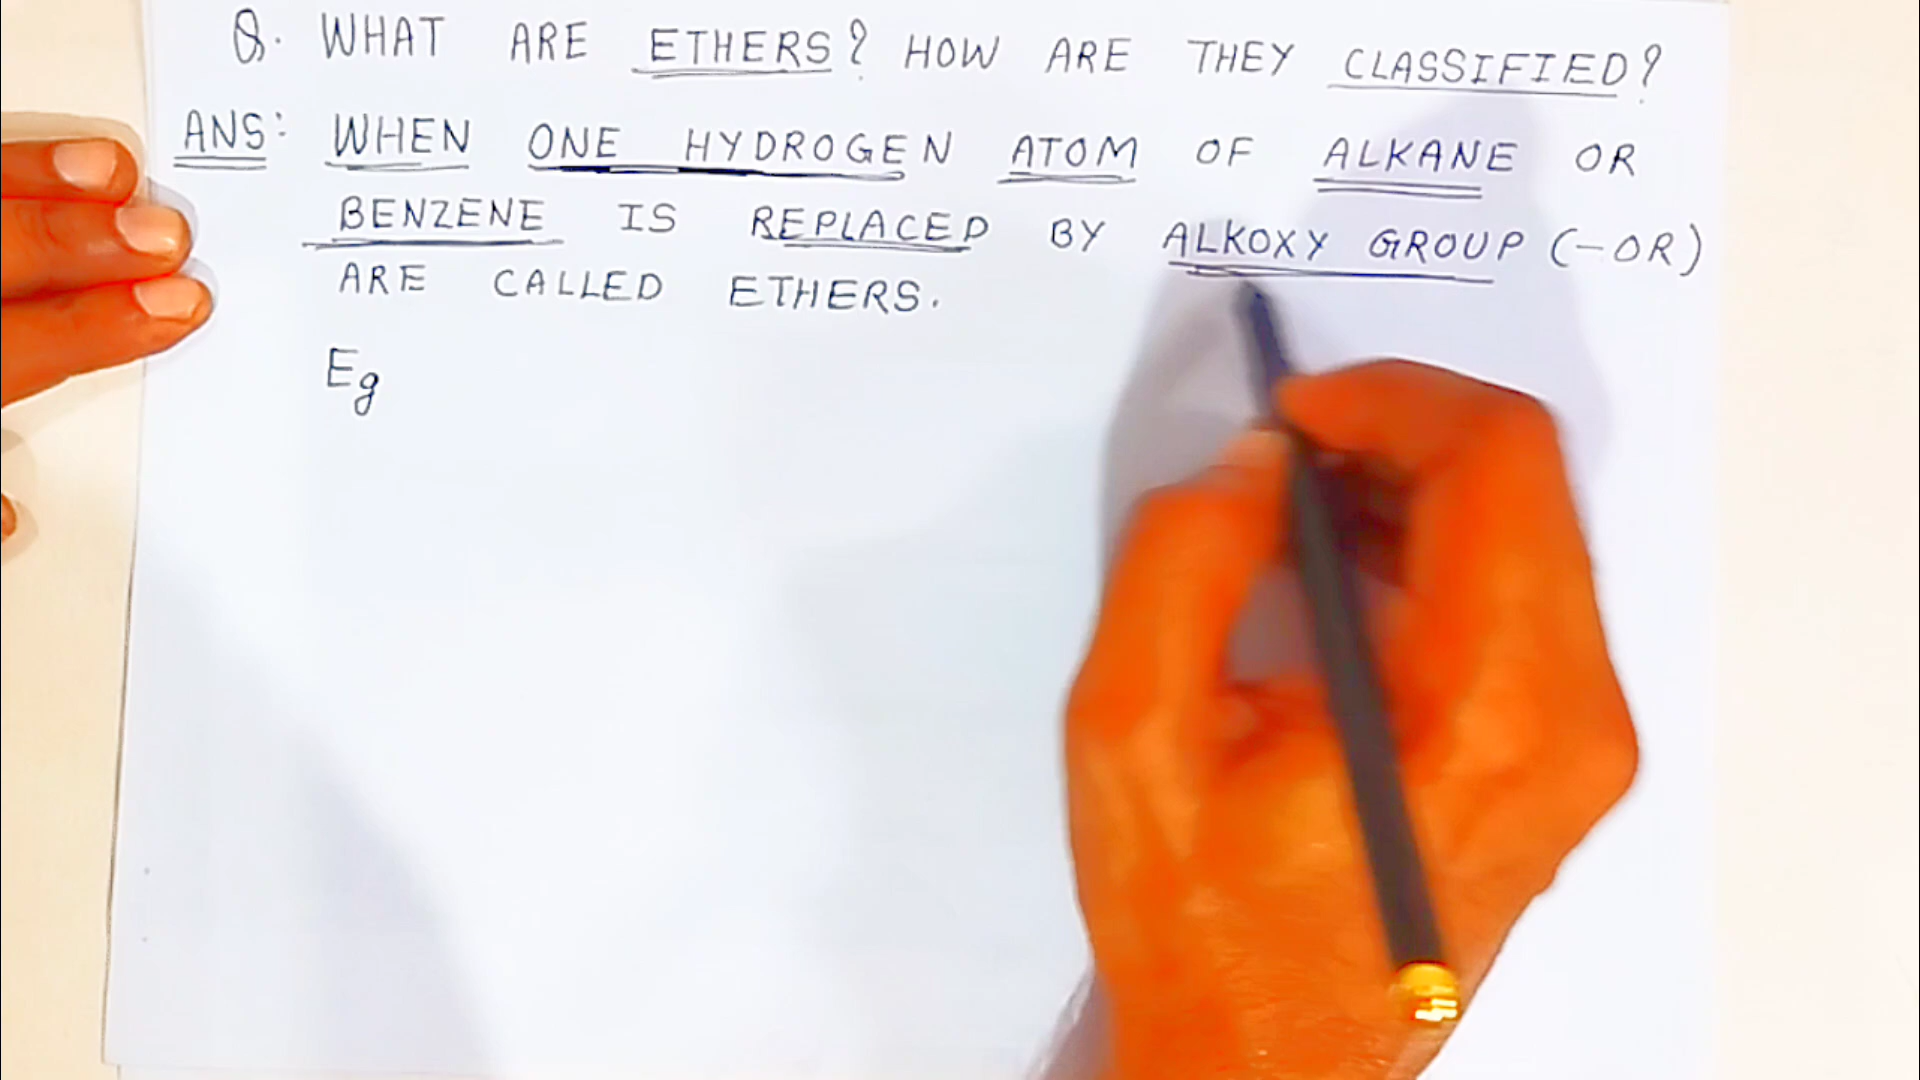 Q. WHAT ARE ETHERS? HOW ARE THEY CLASSIFIED?
ANS: WHEN ONE HYDROGEN ATOM OF ALKANE OR
BENZENE IS REPLACED BY ALKOXY GROUP (-OR)
ARE CALLED ETHERS.
Eg